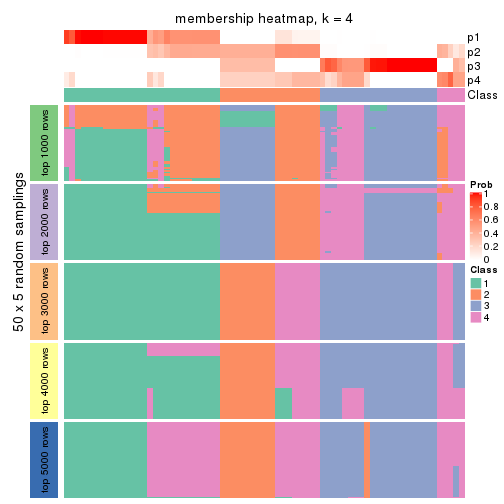 membership heatmap, k = 4
p1
p2
p3
p4
Class
50 x 5 random samplings
top 1000 rows
top 2000 rows
top 3000 rows
top 4000 rows
top 5000 rows
Prob
1
0.8
0.6
0.4
0.2
0
Class
1
2
3
4